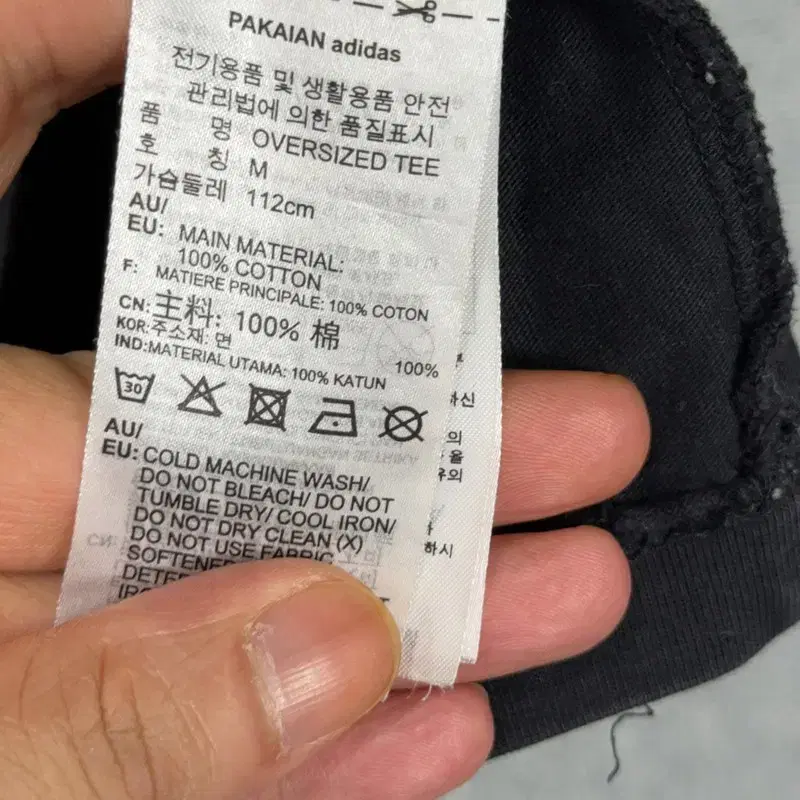 PAKAIAN adidas
전기용품 및 생활용품 안전
관리법에 의한 품질표시
품 명 OVERSIZED TEE
호 칭 M
가슴둘레 112cm
AU/
EU: MAIN MATERIAL:
100% COTTON
F: MATIERE PRINCIPALE: 100% COTON
CN:主料: 100% 棉
KOR:주소재: 면 100%
IND:MATERIAL UTAMA: 100% KATUN
30
AU/
EU: COLD MACHINE WASH/
DO NOT BLEACH/ DO NOT
TUMBLE DRY/ COOL IRON/
DO NOT DRY CLEAN (X)
DO NOT USE FABRIC
SOFTENER
하시